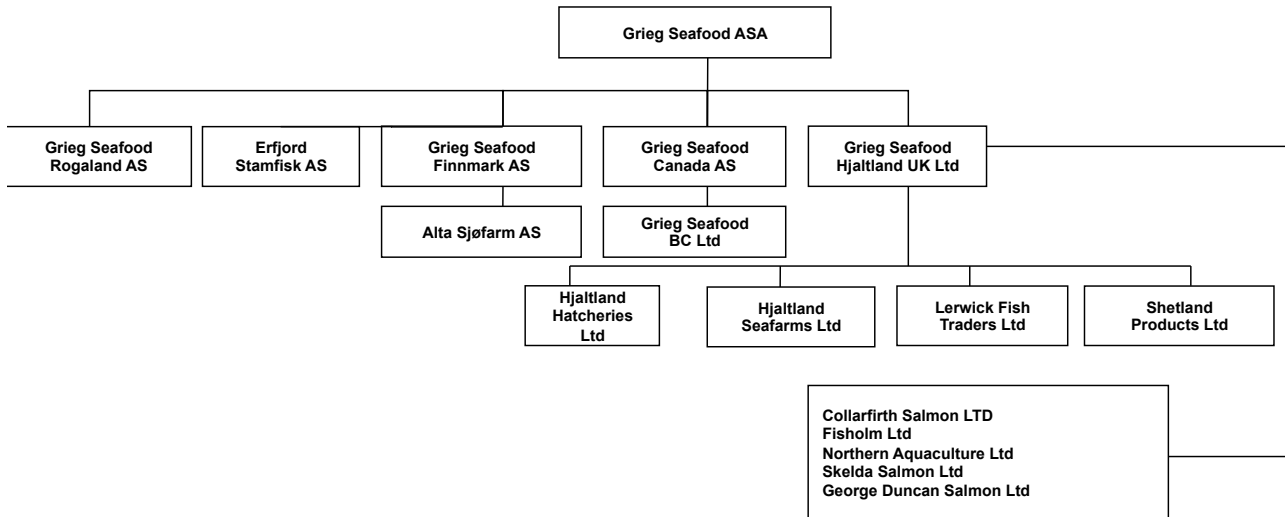 Grieg Seafood ASA
Grieg Seafood
Rogaland AS
Erfjord
Stamfisk AS
Grieg Seafood
Finnmark AS
Grieg Seafood
Canada AS
Grieg Seafood
Hjaltland UK Ltd
Alta Sjøfarm AS
Grieg Seafood
BC Ltd
Hjaltland
Hatcheries
Ltd
Hjaltland
Seafarms Ltd
Lerwick Fish
Traders Ltd
Shetland
Products Ltd
Collarfirth Salmon LTD
Fisholm Ltd
Northern Aquaculture Ltd
Skelda Salmon Ltd
George Duncan Salmon Ltd